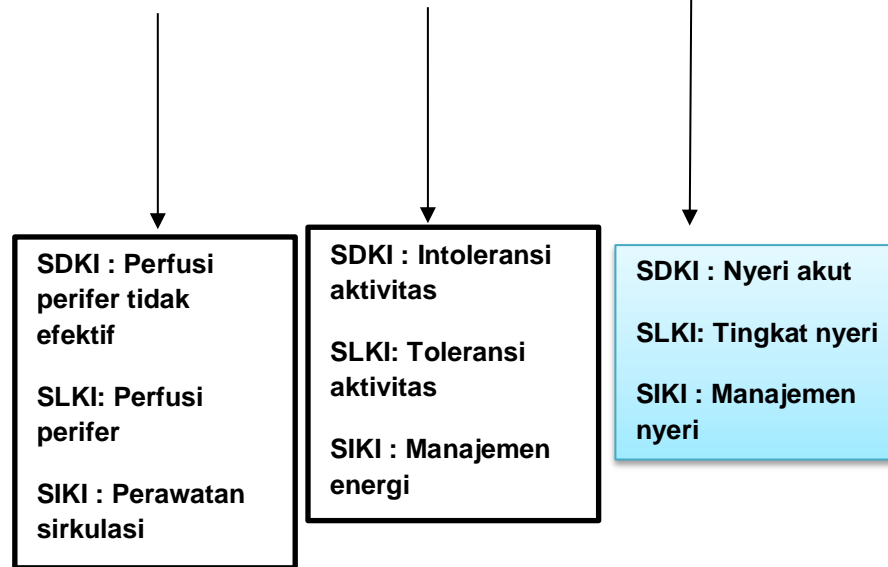 SDKI : Perfusi
perifer tidak
efektif
SLKI: Perfusi
perifer
SIKI : Perawatan
sirkulasi
SDKI : Intoleransi
aktivitas
SLKI: Toleransi
aktivitas
SIKI : Manajemen
energi
SDKI : Nyeri akut
SLKI: Tingkat nyeri
SIKI : Manajemen
nyeri